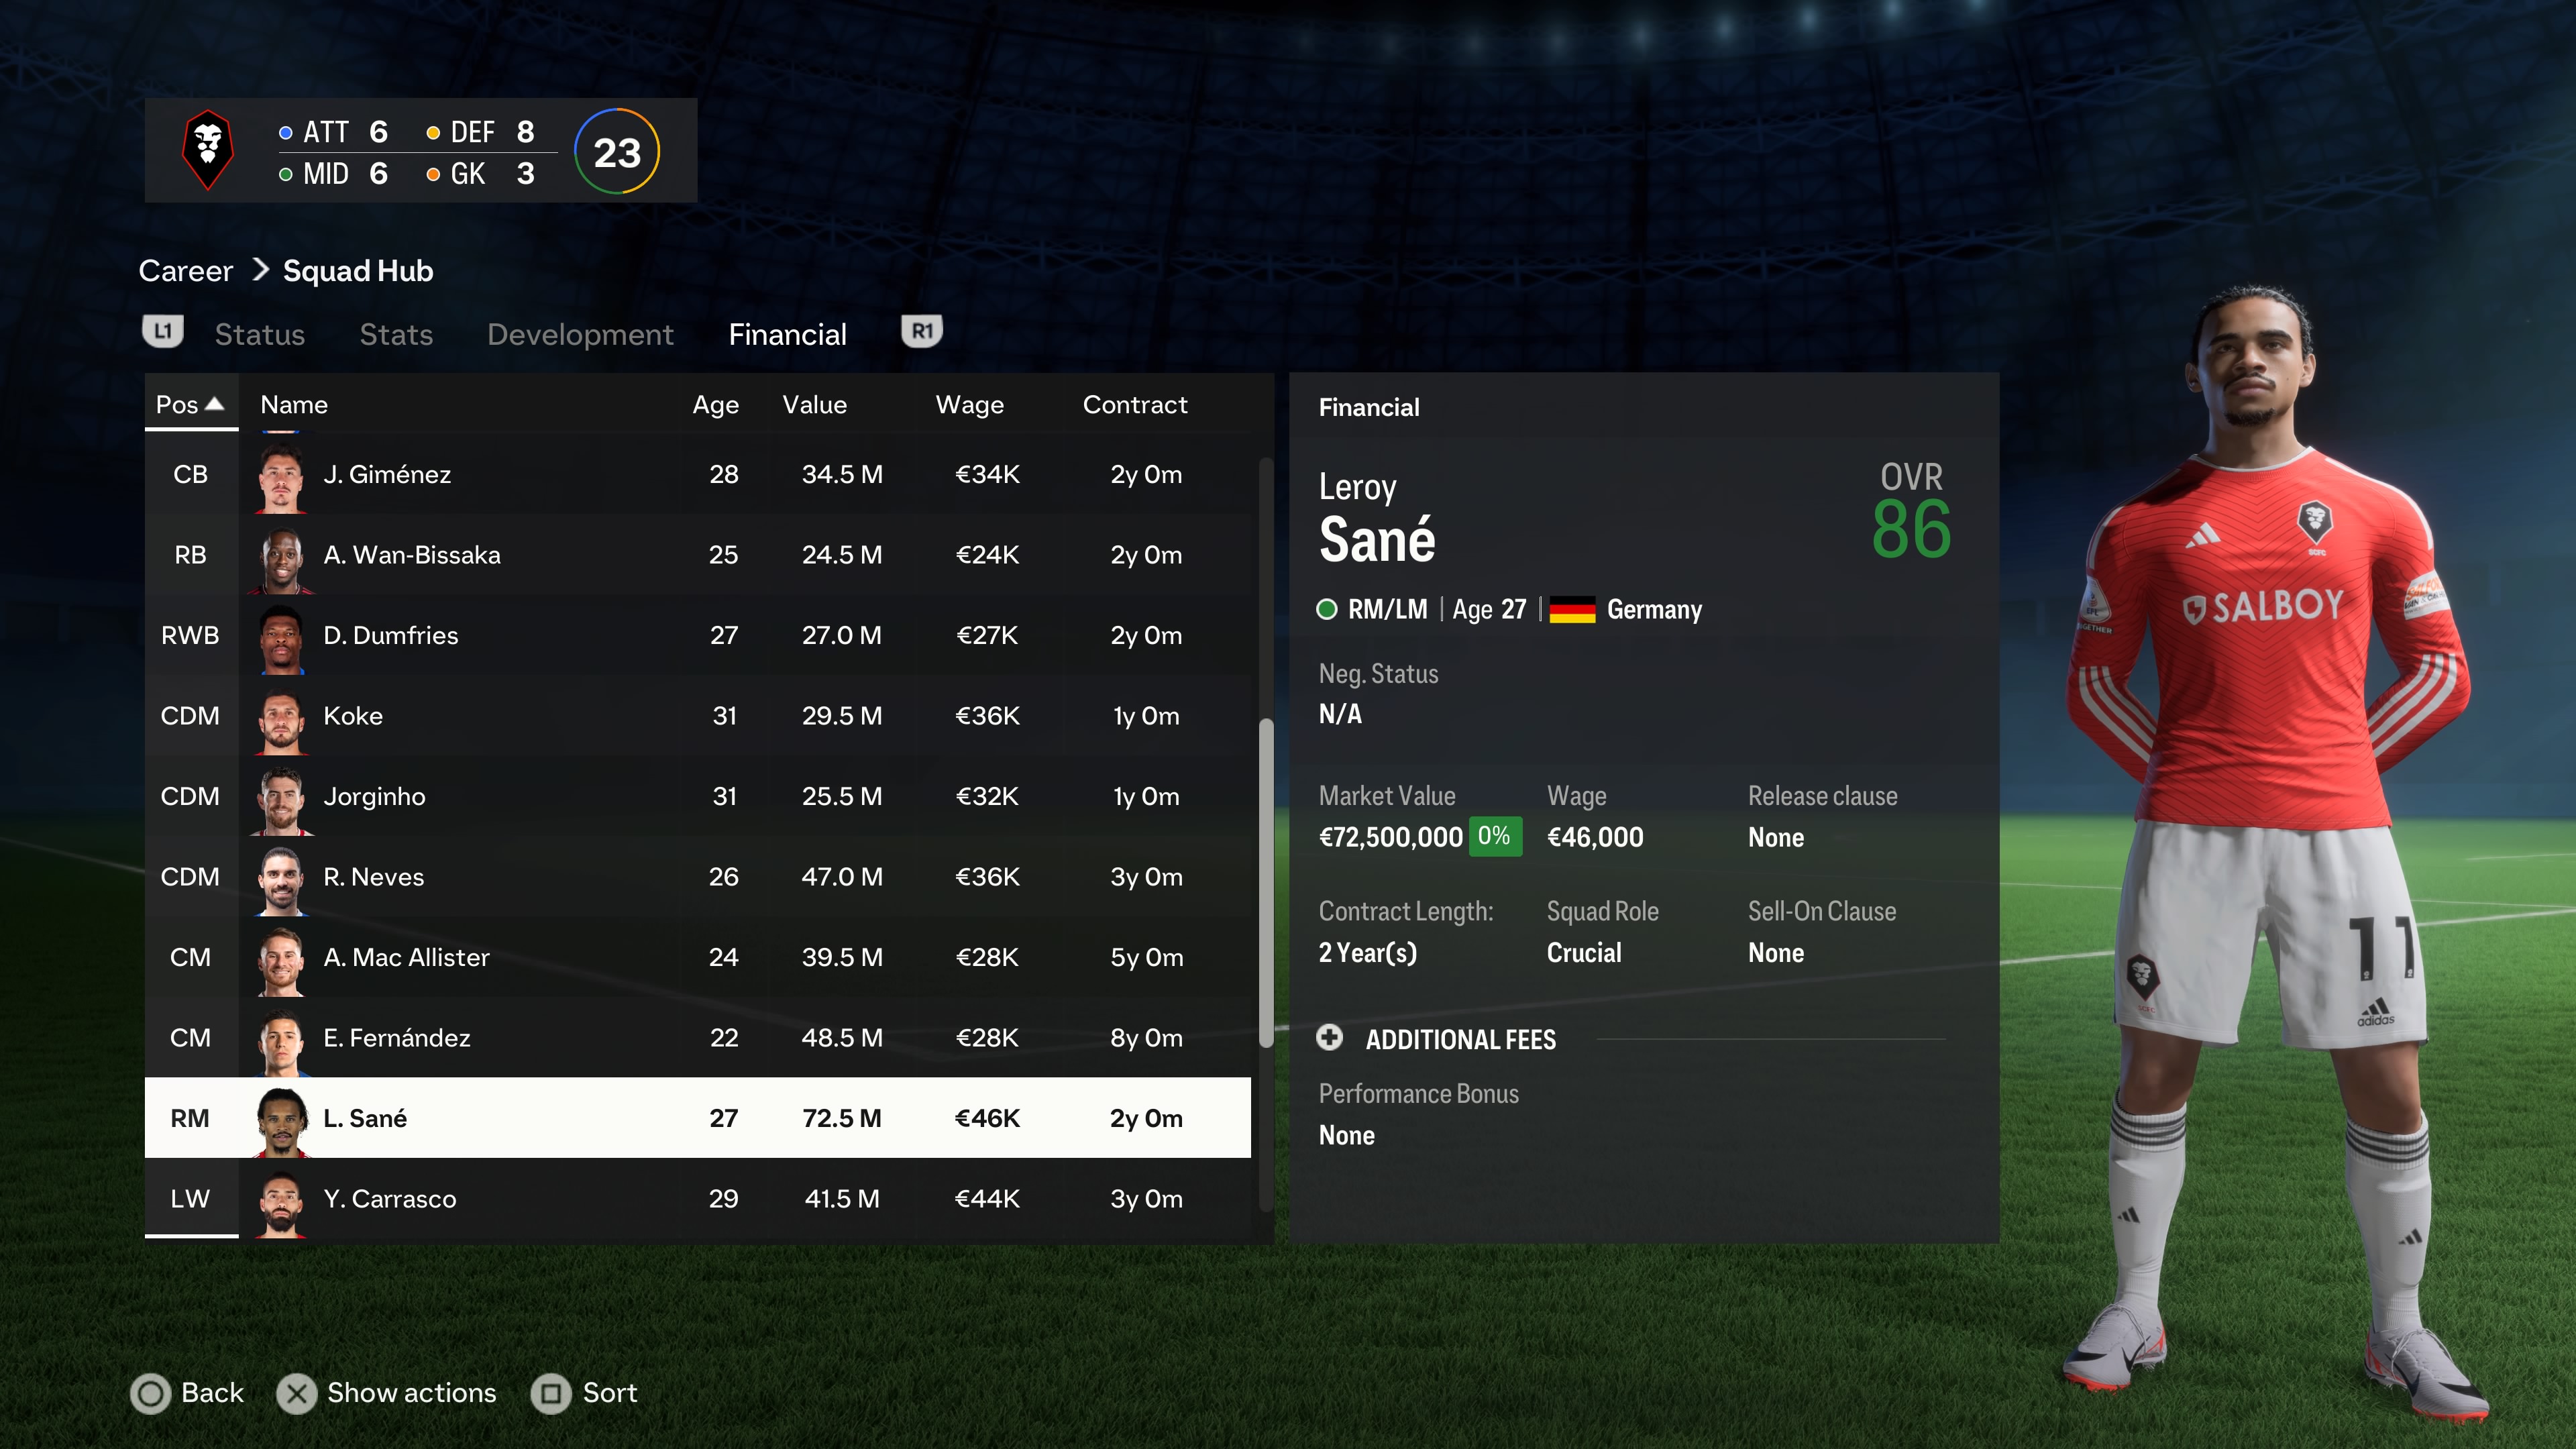 ATT 6 DEF 8
23
MID 6 GK 3
Career > Squad Hub
L1 Status Stats Development Financial R1
Pos Name Age Value Wage Contract
CB J. Giménez 28 34.5 M €34K 2y 0m
RB A. Wan-Bissaka 25 24.5 M €24K 2y 0m
RWB D. Dumfries 27 27.0 M €27K 2y 0m
CDM Koke 31 29.5 M €36K 1y 0m
CDM Jorginho 31 25.5 M €32K 1y 0m
CDM R. Neves 26 47.0 M €36K 3y 0m
CM A. Mac Allister 24 39.5 M €28K 5y 0m
CM E. Fernández 22 48.5 M €28K 8y 0m
RM L. Sané 27 72.5 M €46K 2y 0m
LW Y. Carrasco 29 41.5 M €44K 3y 0m
Financial
Leroy
Sané
OVR
86
RM/LM | Age 27 | Germany
Neg. Status
N/A
Market Value Wage Release clause
€72,500,000 0% €46,000 None
Contract Length: Squad Role Sell-On Clause
2 Year(s) Crucial None
ADDITIONAL FEES
Performance Bonus
None
SCFC
SALBOY
11
adidas
Back Show actions Sort